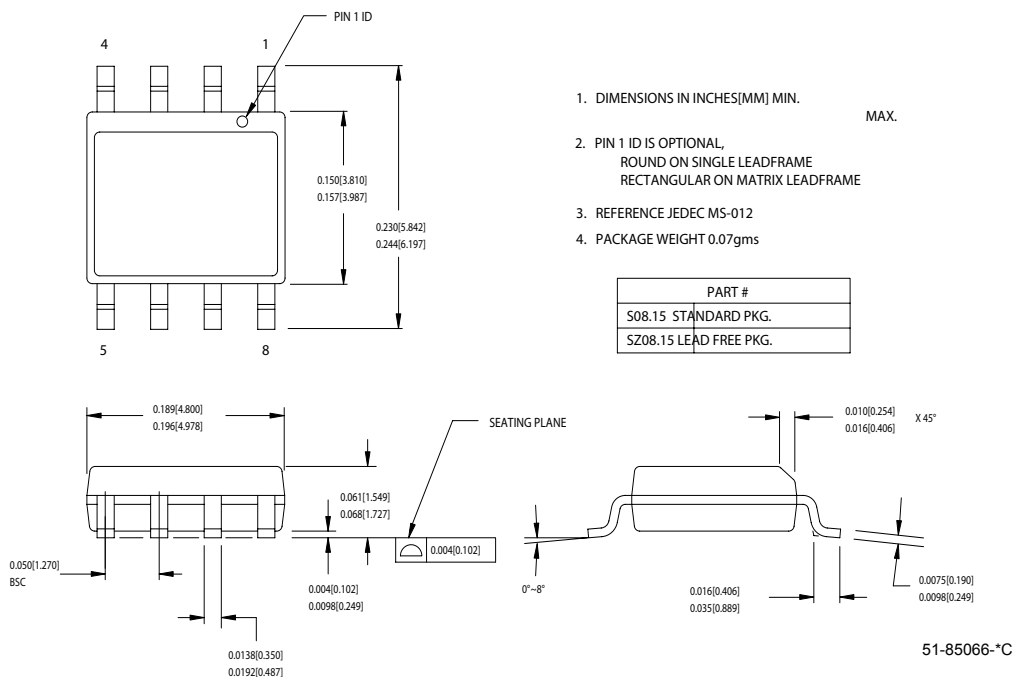 PIN 1 ID
4
1
0.150[3.810]
0.157[3.987]
0.230[5.842]
0.244[6.197]
5
8
1. DIMENSIONS IN INCHES[MM] MIN.
MAX.
2. PIN 1 ID IS OPTIONAL,
ROUND ON SINGLE LEADFRAME
RECTANGULAR ON MATRIX LEADFRAME
3. REFERENCE JEDEC MS-012
4. PACKAGE WEIGHT 0.07gms
PART #
S08.15 STANDARD PKG.
SZ08.15 LEAD FREE PKG.
0.189[4.800]
0.196[4.978]
SEATING PLANE
0.061[1.549]
0.068[1.727]
0.004[0.102]
0.050[1.270]
BSC
0.004[0.102]
0.0098[0.249]
0.0138[0.350]
0.0192[0.487]
0.010[0.254]
0.016[0.406]
X 45°
0°~8°
0.016[0.406]
0.035[0.889]
0.0075[0.190]
0.0098[0.249]
51-85066-*C